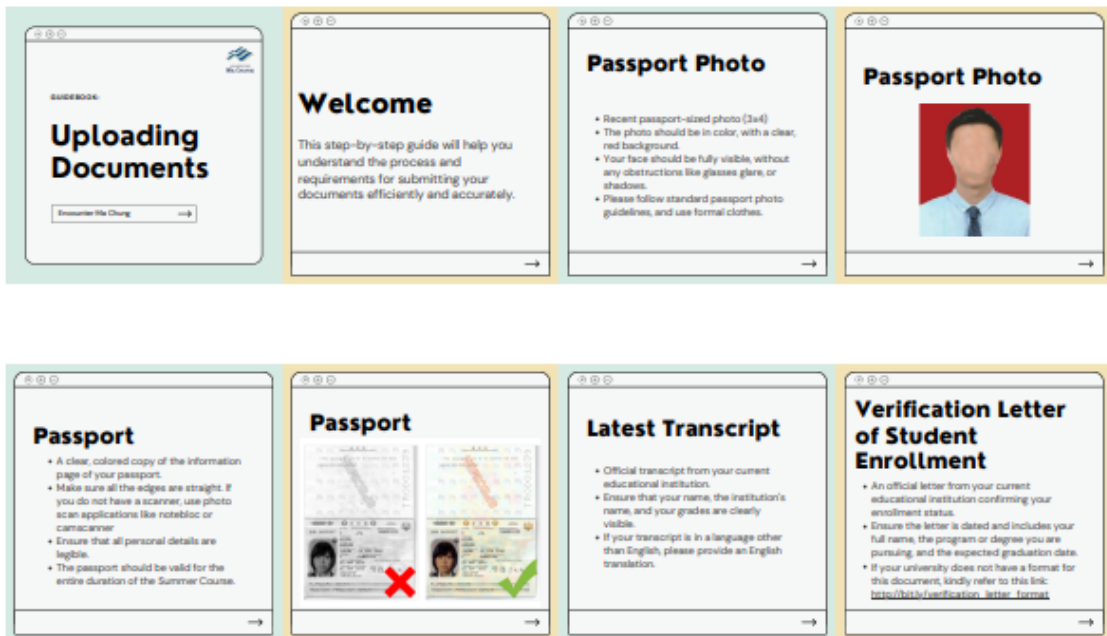 Ma Chung
GUIDEBOOK:
Uploading
Documents
Encounter Ma Chung
Welcome
This step-by-step guide will help you
understand the process and
requirements for submitting your
documents efficiently and accurately.
Passport Photo
• Recent passport-sized photo (3x4)
• The photo should be in color, with a clear,
red background.
• Your face should be fully visible, without
any obstructions like glasses glare, or
shadows.
• Please follow standard passport photo
guidelines, and use formal clothes.
Passport Photo
Passport
• A clear, colored copy of the information
page of your passport.
• Make sure all the edges are straight. If
you do not have a scanner, use photo
scan applications like notebloc or
camscanner
• Ensure that all personal details are
legible.
• The passport should be valid for the
entire duration of the Summer Course.
Passport
Latest Transcript
• Official transcript from your current
educational institution.
• Ensure that your name, the institution's
name, and your grades are clearly
visible.
• If your transcript is in a language other
than English, please provide an English
translation.
Verification Letter
of Student
Enrollment
• An official letter from your current
educational institution confirming your
enrollment status.
• Ensure the letter is dated and includes your
full name, the program or degree you are
pursuing, and the expected graduation date.
• If your university does not have a format for
this document, kindly refer to this link:
http://bit.ly/verification_letter_format